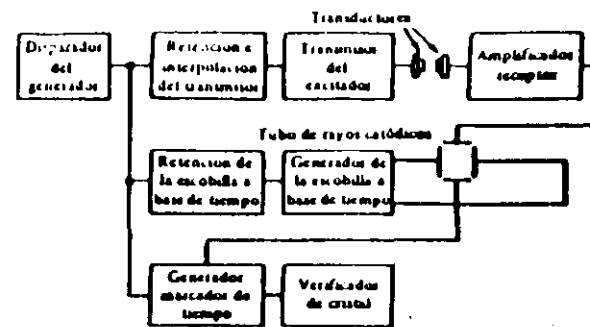 Transductores
Disparador
del
generador
Retención e
interpolación
del transmisor
Transmisor
del
excitador
Amplificador
receptor
Tubo de rayos catódicos
Retención de
la escobilla a
base de tiempo
Generador de
la escobilla a
base de tiempo
Generador
marcador de
tiempo
Verificador
de cristal